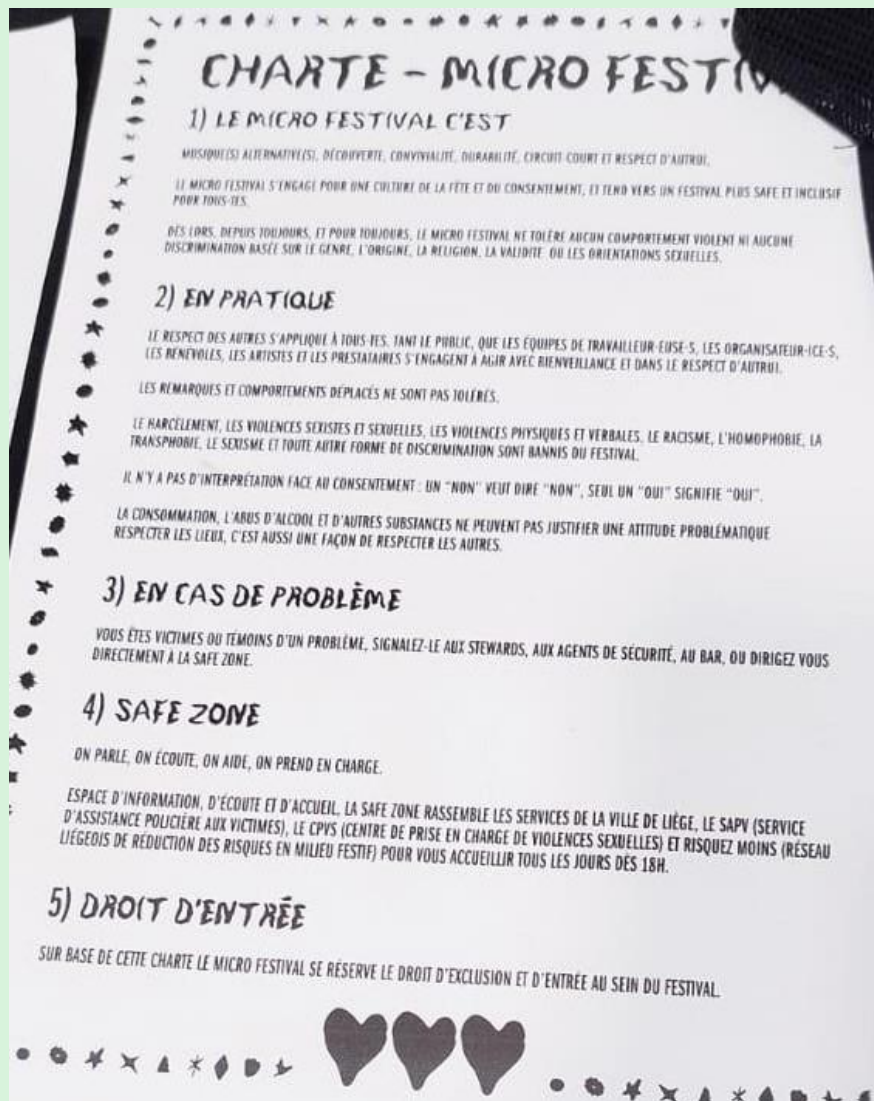 CHARTE - MICRO FESTIV
1) LE MICRO FESTIVAL C'EST
MUSIQUE(S) ALTERNATIVE(S), DÉCOUVERTE, CONVIVIALITÉ, DURABILITÉ, CIRCUIT COURT ET RESPECT D'AUTRUI.
LE MICRO FESTIVAL S'ENGAGE POUR UNE CULTURE DE LA FÊTE ET DU CONSENTEMENT, ET TEND VERS UN FESTIVAL PLUS SAFE ET INCLUSIF
POUR TOUS·TES.
DÈS LORS, DEPUIS TOUJOURS, ET POUR TOUJOURS, LE MICRO FESTIVAL NE TOLÈRE AUCUN COMPORTEMENT VIOLENT NI AUCUNE
DISCRIMINATION BASÉE SUR LE GENRE, L'ORIGINE, LA RELIGION, LA VALIDITÉ OU LES ORIENTATIONS SEXUELLES.
2) EN PRATIQUE
LE RESPECT DES AUTRES S'APPLIQUE À TOUS·TES. TANT LE PUBLIC, QUE LES ÉQUIPES DE TRAVAILLEUR·EUSE·S, LES ORGANISATEUR·ICE·S,
LES BÉNÉVOLES, LES ARTISTES ET LES PRESTATAIRES S'ENGAGENT À AGIR AVEC BIENVEILLANCE ET DANS LE RESPECT D'AUTRUI.
LES REMARQUES ET COMPORTEMENTS DÉPLACÉS NE SONT PAS TOLÉRÉS.
LE HARCÈLEMENT, LES VIOLENCES SEXISTES ET SEXUELLES, LES VIOLENCES PHYSIQUES ET VERBALES, LE RACISME, L'HOMOPHOBIE, LA
TRANSPHOBIE, LE SEXISME ET TOUTE AUTRE FORME DE DISCRIMINATION SONT BANNIS DU FESTIVAL.
IL N'Y A PAS D'INTERPRÉTATION FACE AU CONSENTEMENT : UN "NON" VEUT DIRE "NON", SEUL UN "OUI" SIGNIFIE "OUI".
LA CONSOMMATION, L'ABUS D'ALCOOL ET D'AUTRES SUBSTANCES NE PEUVENT PAS JUSTIFIER UNE ATTITUDE PROBLÉMATIQUE
RESPECTER LES LIEUX, C'EST AUSSI UNE FAÇON DE RESPECTER LES AUTRES.
3) EN CAS DE PROBLÈME
VOUS ÊTES VICTIMES OU TÉMOINS D'UN PROBLÈME, SIGNALEZ-LE AUX STEWARDS, AUX AGENTS DE SÉCURITÉ, AU BAR, OU DIRIGEZ VOUS
DIRECTEMENT À LA SAFE ZONE.
4) SAFE ZONE
ON PARLE, ON ÉCOUTE, ON AIDE, ON PREND EN CHARGE.
ESPACE D'INFORMATION, D'ÉCOUTE ET D'ACCUEIL, LA SAFE ZONE RASSEMBLE LES SERVICES DE LA VILLE DE LIÈGE, LE SAPV (SERVICE
D'ASSISTANCE POLICIÈRE AUX VICTIMES), LE CPVS (CENTRE DE PRISE EN CHARGE DE VIOLENCES SEXUELLES) ET RISQUEZ MOINS (RÉSEAU
LIÉGEOIS DE RÉDUCTION DES RISQUES EN MILIEU FESTIF) POUR VOUS ACCUEILLIR TOUS LES JOURS DÈS 18H.
5) DROIT D'ENTRÉE
SUR BASE DE CETTE CHARTE LE MICRO FESTIVAL SE RÉSERVE LE DROIT D'EXCLUSION ET D'ENTRÉE AU SEIN DU FESTIVAL.